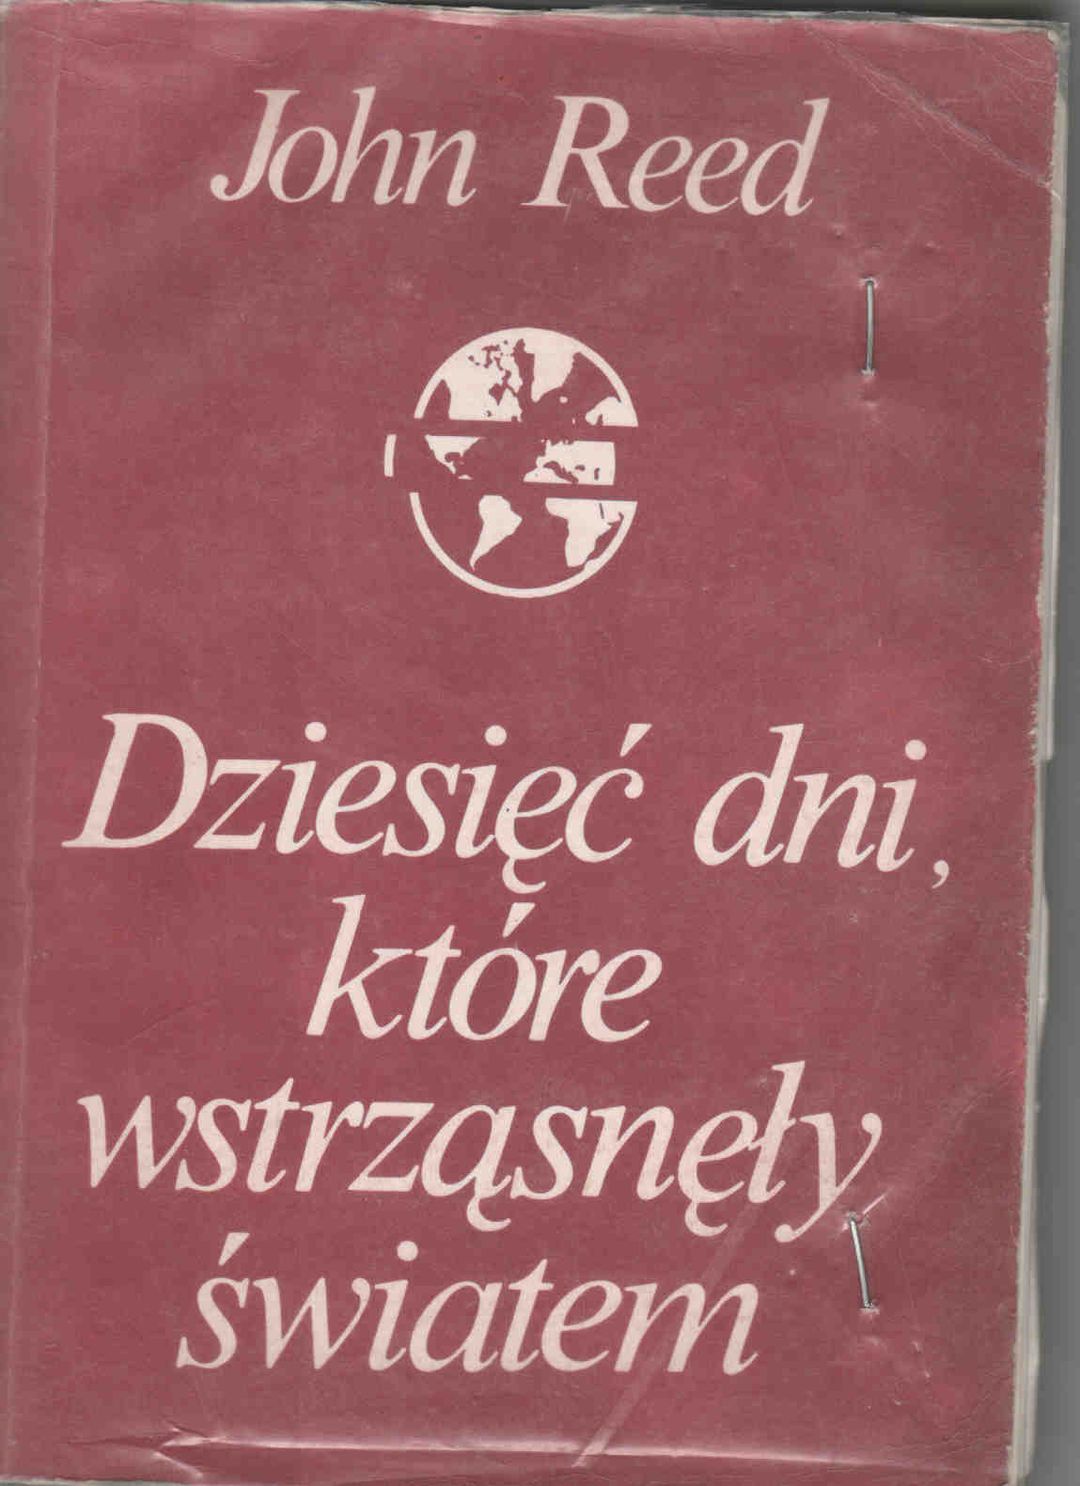 John Reed
Dziesięć dni,
które
wstrząsnęły
światem